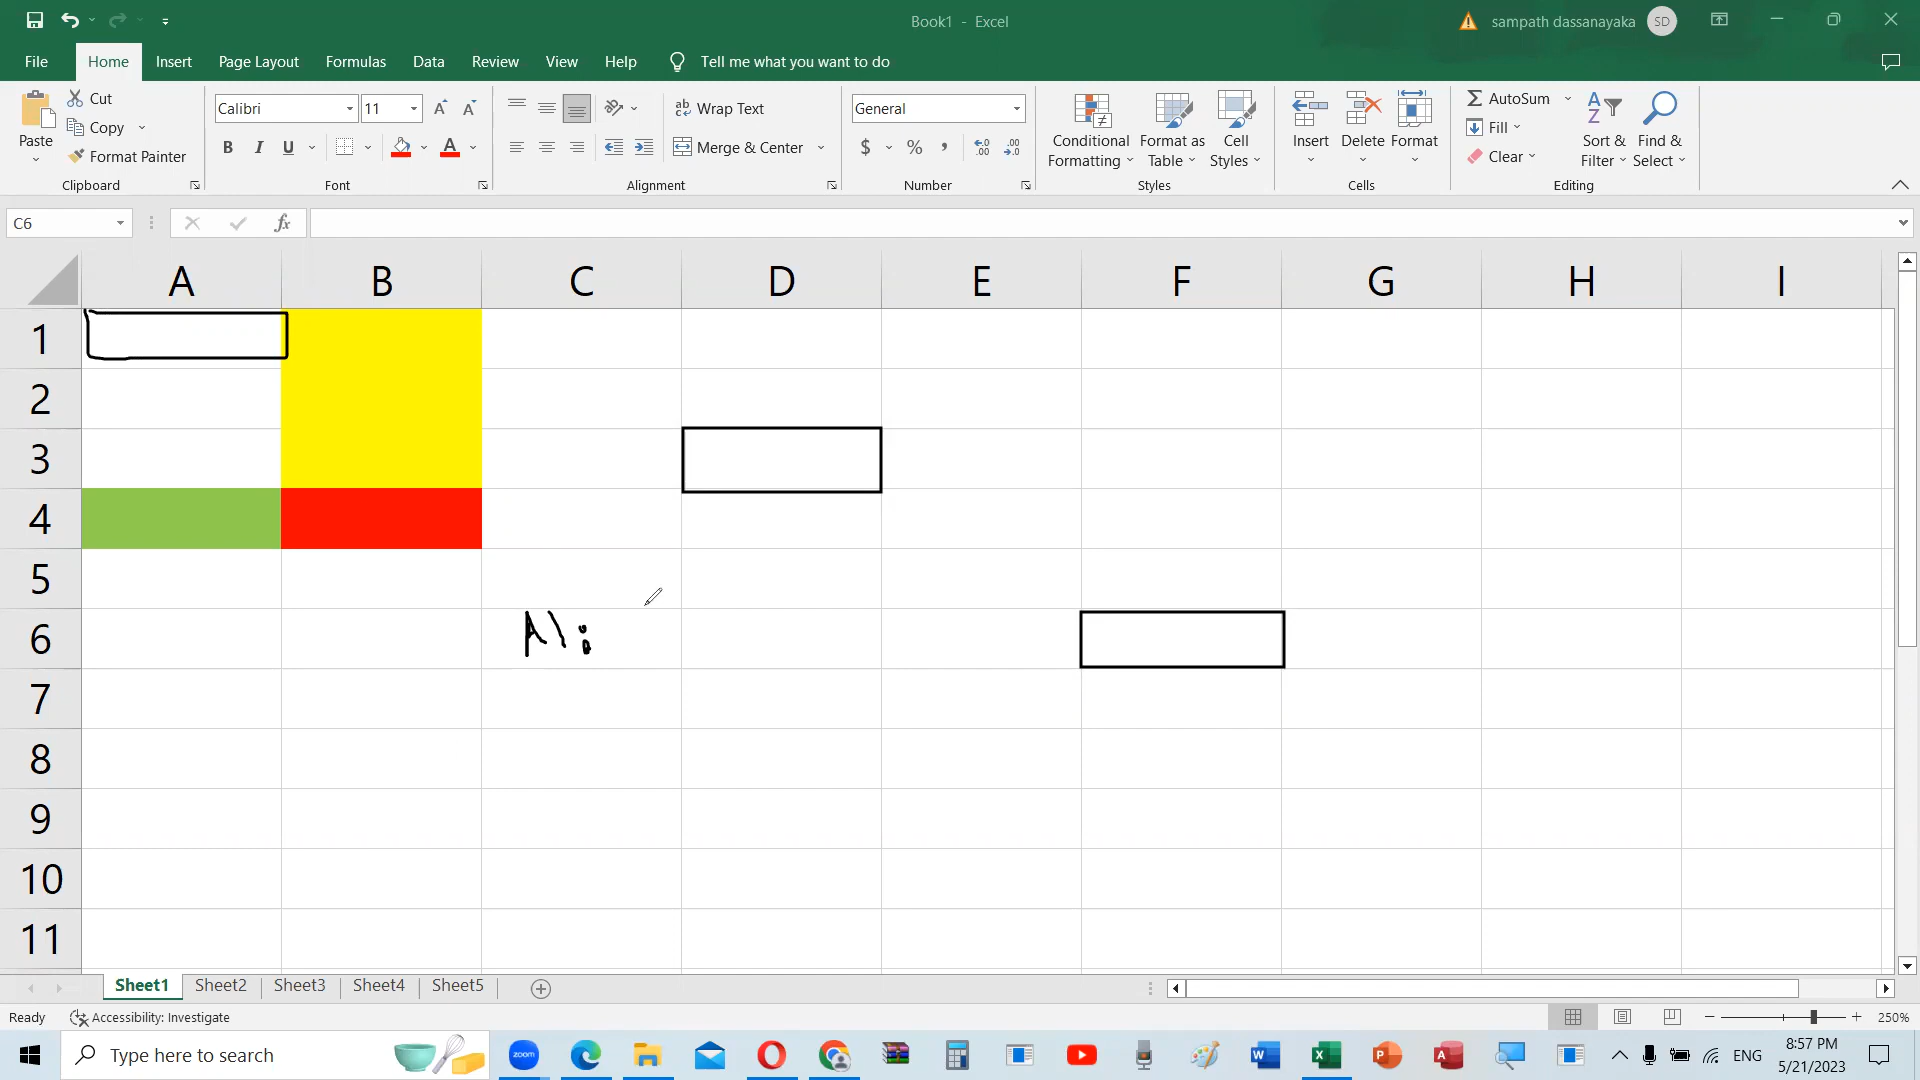 Book1 - Excel
sampath dassanayaka SD
File Home Insert Page Layout Formulas Data Review View Help Tell me what you want to do
Paste
Cut
Copy
Format Painter
Clipboard
Calibri 11 A A
B I U A
Font
ab Wrap Text
Merge & Center
Alignment
General
$ % ,
Number
Conditional Formatting
Format as Table
Cell Styles
Styles
Insert Delete Format
Cells
AutoSum
Fill
Clear
Sort & Filter
Find & Select
Editing
C6 fx
A B C D E F G H I
1
2
3
4
5
6
A1:
7
8
9
10
11
Sheet1 Sheet2 Sheet3 Sheet4 Sheet5
Ready Accessibility: Investigate 250%
Type here to search
zoom
ENG
8:57 PM
5/21/2023